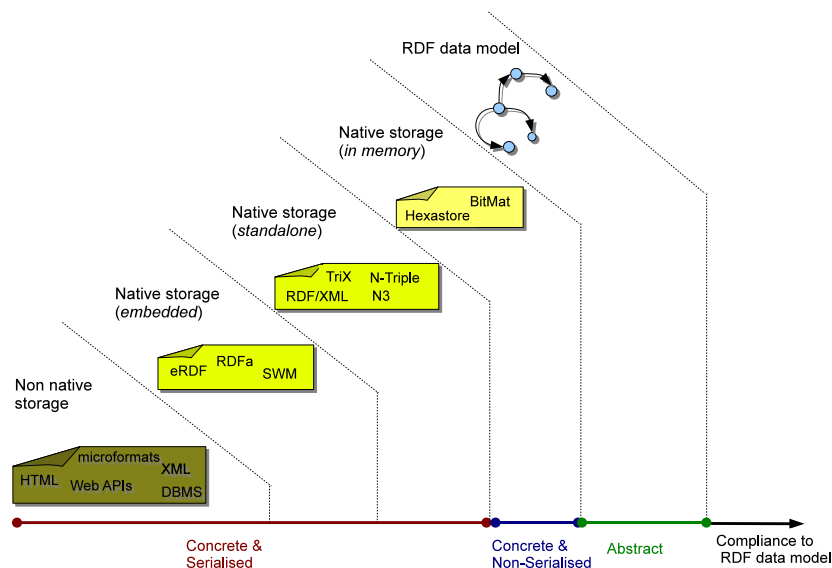 RDF data model
Native storage
(in memory)
BitMat
Hexastore
Native storage
(standalone)
TriX
N-Triple
RDF/XML
N3
Native storage
(embedded)
RDFa
eRDF
SWM
Non native
storage
microformats
XML
HTML
Web APIs
DBMS
Concrete &
Serialised
Concrete &
Non-Serialised
Abstract
Compliance to
RDF data model